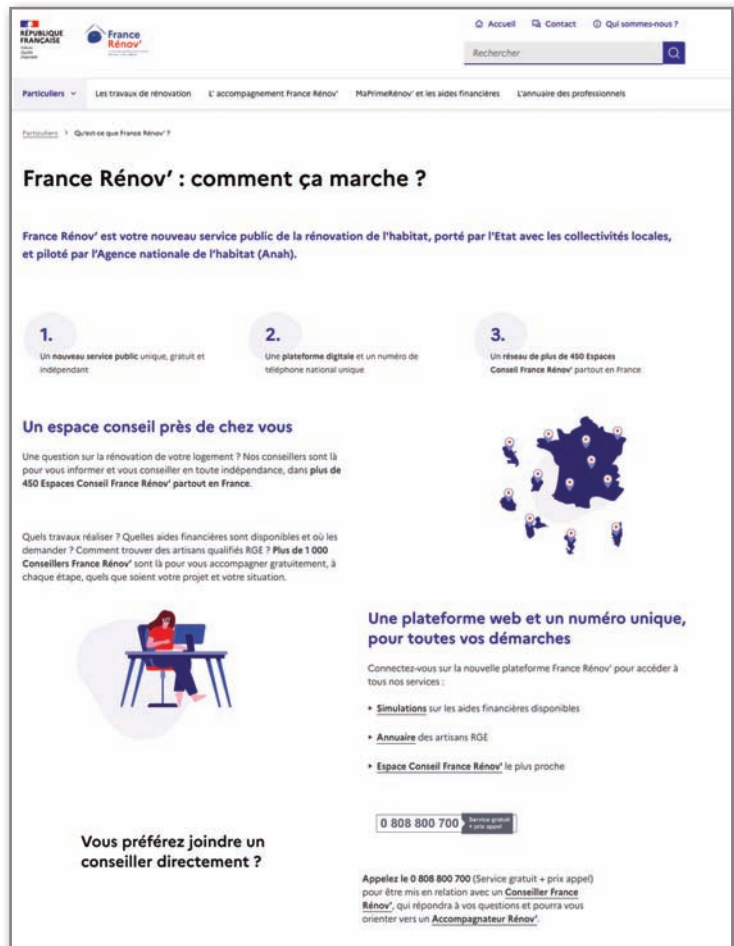 RÉPUBLIQUE
FRANÇAISE
Liberté
Égalité
Fraternité
France
Rénov'
Accueil
Contact
Qui sommes-nous ?
Rechercher
Particuliers
Les travaux de rénovation
L' accompagnement France Rénov'
MaPrimeRénov' et les aides financières
L'annuaire des professionnels
Particuliers > Qu'est-ce que France Rénov' ?
France Rénov' : comment ça marche ?
France Rénov' est votre nouveau service public de la rénovation de l'habitat, porté par l'Etat avec les collectivités locales,
et piloté par l'Agence nationale de l'habitat (Anah).
1.
Un nouveau service public unique, gratuit et
indépendant
2.
Une plateforme digitale et un numéro de
téléphone national unique
3.
Un réseau de plus de 450 Espaces
Conseil France Rénov' partout en France
Un espace conseil près de chez vous
Une question sur la rénovation de votre logement ? Nos conseillers sont là
pour vous informer et vous conseiller en toute indépendance, dans plus de
450 Espaces Conseil France Rénov' partout en France.
Quels travaux réaliser ? Quelles aides financières sont disponibles et où les
demander ? Comment trouver des artisans qualifiés RGE ? Plus de 1 000
Conseillers France Rénov' sont là pour vous accompagner gratuitement, à
chaque étape, quels que soient votre projet et votre situation.
Une plateforme web et un numéro unique,
pour toutes vos démarches
Connectez-vous sur la nouvelle plateforme France Rénov' pour accéder à
tous nos services :
Simulations sur les aides financières disponibles
Annuaire des artisans RGE
Espace Conseil France Rénov' le plus proche
0 808 800 700
Service gratuit
+ prix appel
Vous préférez joindre un
conseiller directement ?
Appelez le 0 808 800 700 (Service gratuit + prix appel)
pour être mis en relation avec un Conseiller France
Rénov', qui répondra à vos questions et pourra vous
orienter vers un Accompagnateur Rénov'.